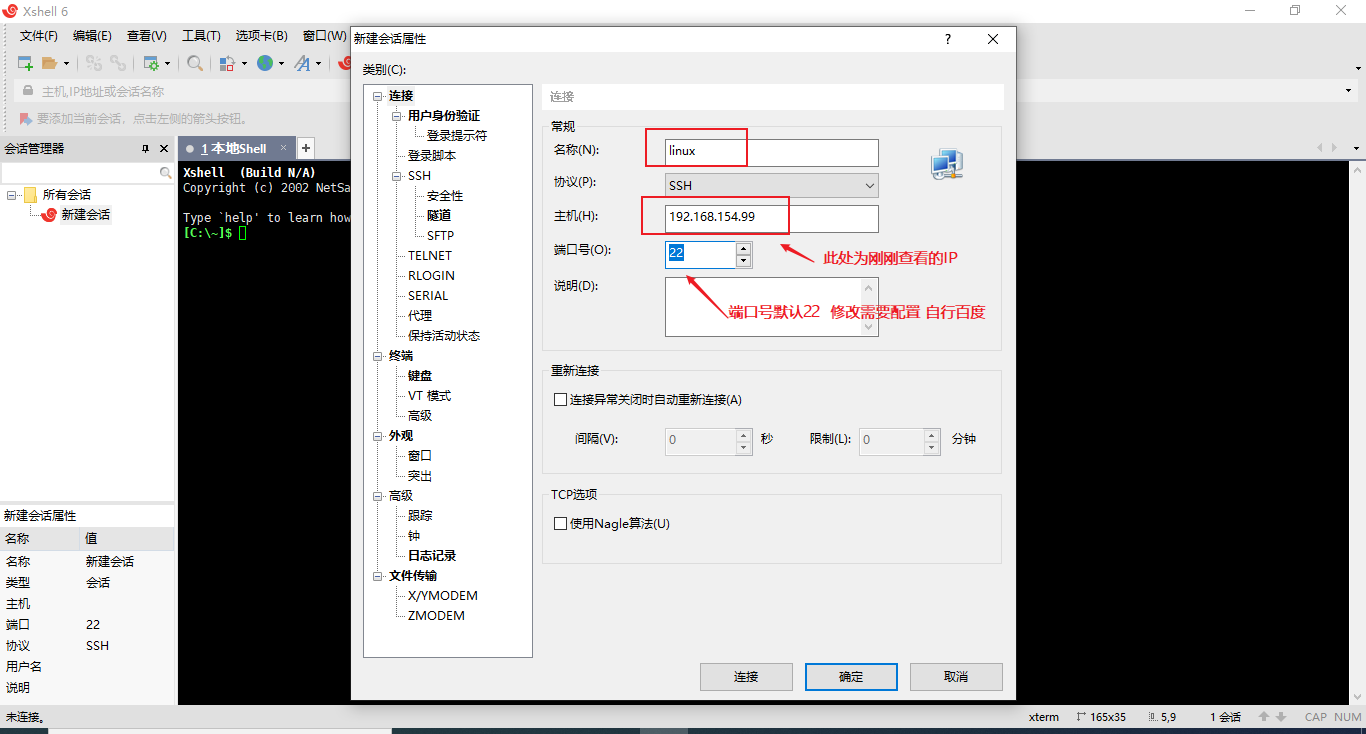 Xshell 6
文件(F) 编辑(E) 查看(V) 工具(T) 选项卡(B) 窗口(W)
主机,IP地址或会话名称
要添加当前会话，点击左侧的箭头按钮。
会话管理器
所有会话
新建会话
1 本地Shell
Xshell (Build N/A)
Copyright (c) 2002 NetSa
Type `help' to learn how
[C:\~]$
新建会话属性
类别(C):
连接
用户身份验证
登录提示符
登录脚本
SSH
安全性
隧道
SFTP
TELNET
RLOGIN
SERIAL
代理
保持活动状态
终端
键盘
VT 模式
高级
外观
窗口
突出
高级
跟踪
钟
日志记录
文件传输
X/YMODEM
ZMODEM
连接
常规
名称(N): linux
协议(P): SSH
主机(H): 192.168.154.99
端口号(O): 22
此处为刚刚查看的IP
说明(D):
端口号默认22 修改需要配置 自行百度
重新连接
连接异常关闭时自动重新连接(A)
间隔(V): 0 秒 限制(L): 0 分钟
TCP选项
使用Nagle算法(U)
连接 确定 取消
新建会话属性
名称 值
名称 新建会话
类型 会话
主机
端口 22
协议 SSH
用户名
说明
未连接。 xterm 165x35 5,9 1 会话 CAP NUM